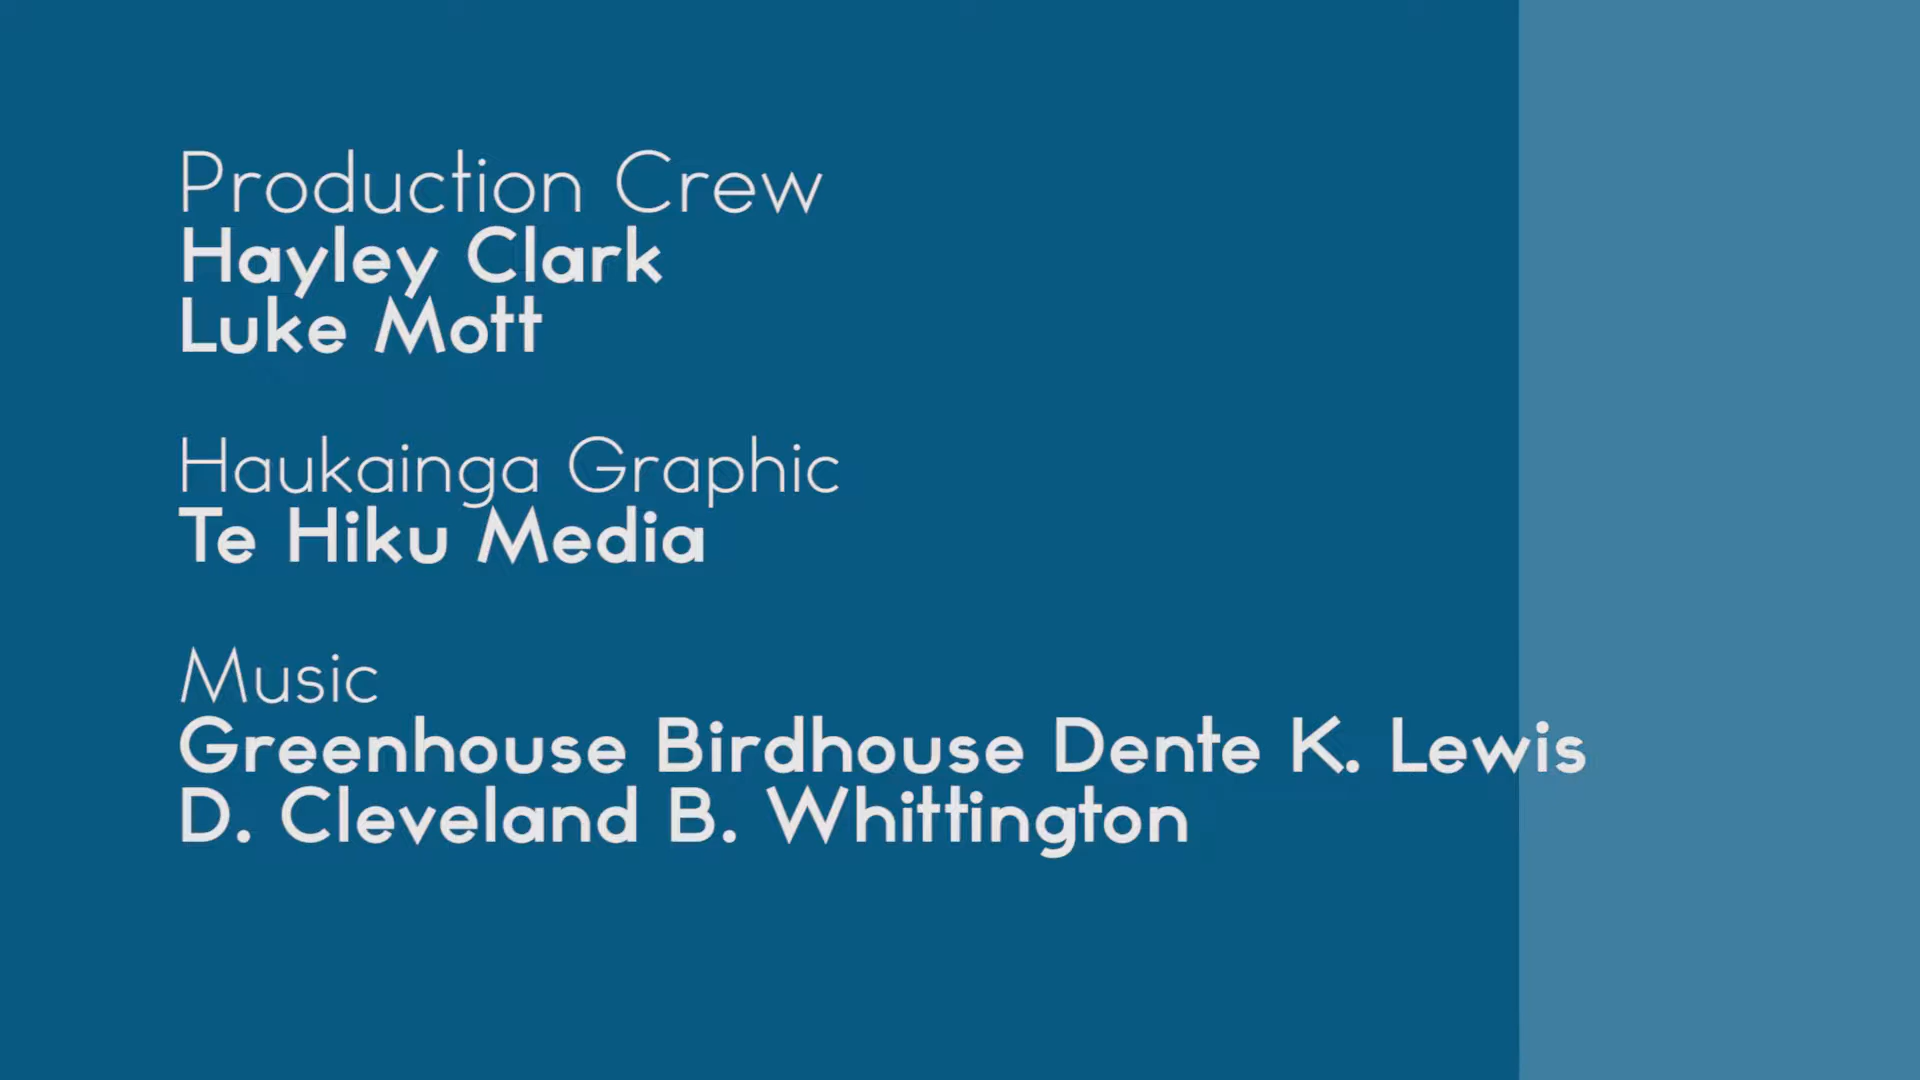 Production Crew
Hayley Clark
Luke Mott
Haukainga Graphic
Te Hiku Media
Music
Greenhouse Birdhouse Dente K. Lewis
D. Cleveland B. Whittington